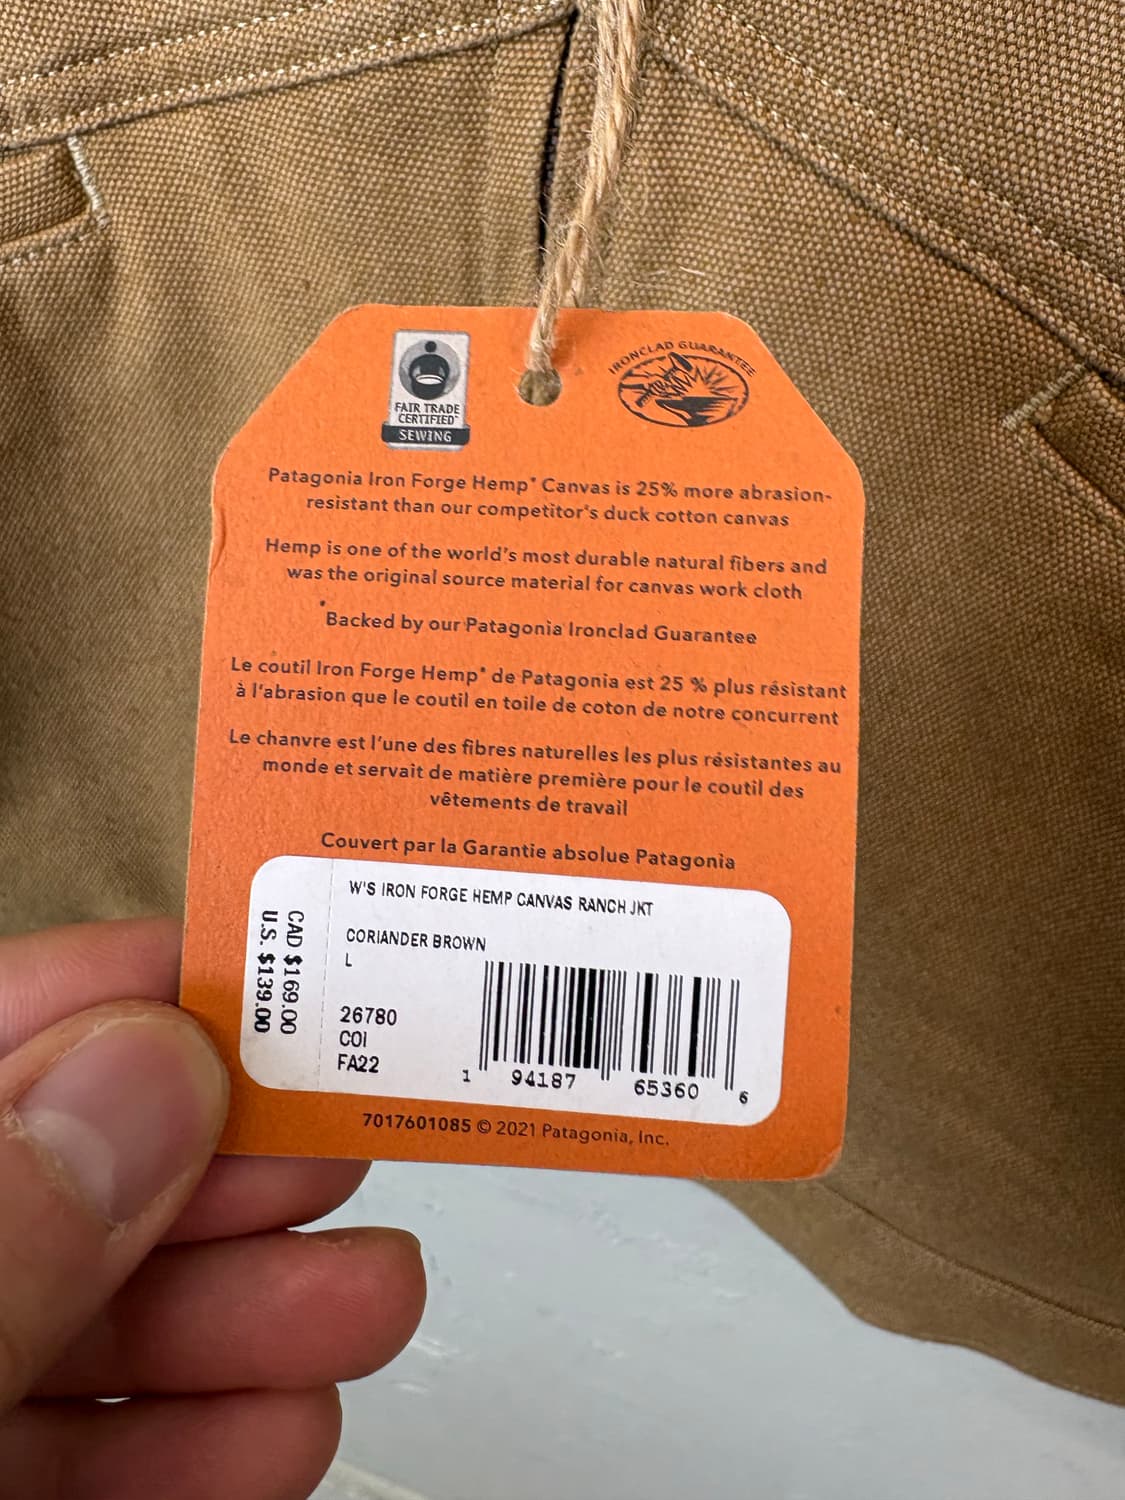 FAIR TRADE
CERTIFIED™
SEWING
IRONCLAD GUARANTEE
Patagonia Iron Forge Hemp* Canvas is 25% more abrasion-
resistant than our competitor's duck cotton canvas
Hemp is one of the world's most durable natural fibers and
was the original source material for canvas work cloth
*Backed by our Patagonia Ironclad Guarantee
Le coutil Iron Forge Hemp* de Patagonia est 25 % plus résistant
à l'abrasion que le coutil en toile de coton de notre concurrent
Le chanvre est l'une des fibres naturelles les plus résistantes au
monde et servait de matière première pour le coutil des
vêtements de travail
Couvert par la Garantie absolue Patagonia
W'S IRON FORGE HEMP CANVAS RANCH JKT
CORIANDER BROWN
L
26780
COI
FA22
CAD $169.00
U.S. $139.00
1 94187 65360 6
7017601085 © 2021 Patagonia, Inc.